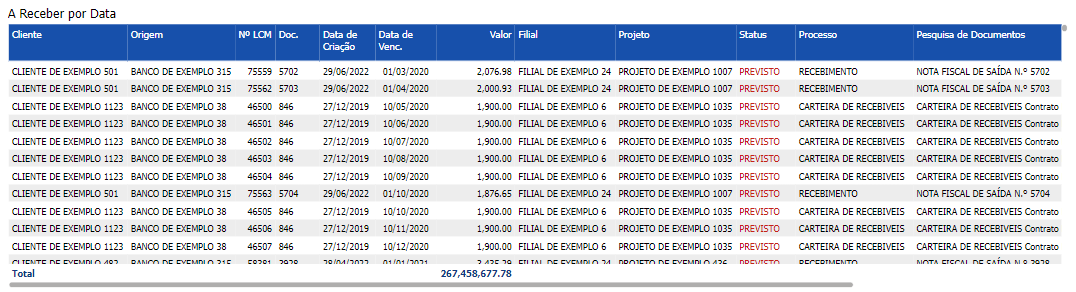 A Receber por Data
Cliente Origem Nº LCM Doc. Data de Criação Data de Venc. Valor Filial Projeto Status Processo Pesquisa de Documentos
CLIENTE DE EXEMPLO 501 BANCO DE EXEMPLO 315 75559 5702 29/06/2022 01/03/2020 2,076.98 FILIAL DE EXEMPLO 24 PROJETO DE EXEMPLO 1007 PREVISTO RECEBIMENTO NOTA FISCAL DE SAÍDA N.º 5702
CLIENTE DE EXEMPLO 501 BANCO DE EXEMPLO 315 75562 5703 29/06/2022 01/04/2020 2,000.93 FILIAL DE EXEMPLO 24 PROJETO DE EXEMPLO 1007 PREVISTO RECEBIMENTO NOTA FISCAL DE SAÍDA N.º 5703
CLIENTE DE EXEMPLO 1123 BANCO DE EXEMPLO 38 46500 846 27/12/2019 10/05/2020 1,900.00 FILIAL DE EXEMPLO 6 PROJETO DE EXEMPLO 1035 PREVISTO CARTEIRA DE RECEBIVEIS CARTEIRA DE RECEBIVEIS Contrato
CLIENTE DE EXEMPLO 1123 BANCO DE EXEMPLO 38 46501 846 27/12/2019 10/06/2020 1,900.00 FILIAL DE EXEMPLO 6 PROJETO DE EXEMPLO 1035 PREVISTO CARTEIRA DE RECEBIVEIS CARTEIRA DE RECEBIVEIS Contrato
CLIENTE DE EXEMPLO 1123 BANCO DE EXEMPLO 38 46502 846 27/12/2019 10/07/2020 1,900.00 FILIAL DE EXEMPLO 6 PROJETO DE EXEMPLO 1035 PREVISTO CARTEIRA DE RECEBIVEIS CARTEIRA DE RECEBIVEIS Contrato
CLIENTE DE EXEMPLO 1123 BANCO DE EXEMPLO 38 46503 846 27/12/2019 10/08/2020 1,900.00 FILIAL DE EXEMPLO 6 PROJETO DE EXEMPLO 1035 PREVISTO CARTEIRA DE RECEBIVEIS CARTEIRA DE RECEBIVEIS Contrato
CLIENTE DE EXEMPLO 1123 BANCO DE EXEMPLO 38 46504 846 27/12/2019 10/09/2020 1,900.00 FILIAL DE EXEMPLO 6 PROJETO DE EXEMPLO 1035 PREVISTO CARTEIRA DE RECEBIVEIS CARTEIRA DE RECEBIVEIS Contrato
CLIENTE DE EXEMPLO 501 BANCO DE EXEMPLO 315 75563 5704 29/06/2022 01/10/2020 1,876.65 FILIAL DE EXEMPLO 24 PROJETO DE EXEMPLO 1007 PREVISTO RECEBIMENTO NOTA FISCAL DE SAÍDA N.º 5704
CLIENTE DE EXEMPLO 1123 BANCO DE EXEMPLO 38 46505 846 27/12/2019 10/10/2020 1,900.00 FILIAL DE EXEMPLO 6 PROJETO DE EXEMPLO 1035 PREVISTO CARTEIRA DE RECEBIVEIS CARTEIRA DE RECEBIVEIS Contrato
CLIENTE DE EXEMPLO 1123 BANCO DE EXEMPLO 38 46506 846 27/12/2019 10/11/2020 1,900.00 FILIAL DE EXEMPLO 6 PROJETO DE EXEMPLO 1035 PREVISTO CARTEIRA DE RECEBIVEIS CARTEIRA DE RECEBIVEIS Contrato
CLIENTE DE EXEMPLO 1123 BANCO DE EXEMPLO 38 46507 846 27/12/2019 10/12/2020 1,900.00 FILIAL DE EXEMPLO 6 PROJETO DE EXEMPLO 1035 PREVISTO CARTEIRA DE RECEBIVEIS CARTEIRA DE RECEBIVEIS Contrato
CLIENTE DE EXEMPLO BANCO DE EXEMPLO 315 01/01/2021 FILIAL DE EXEMPLO 24 PROJETO DE EXEMPLO PREVISTO RECEBIMENTO NOTA FISCAL DE SAÍDA N.º
Total 267,458,677.78